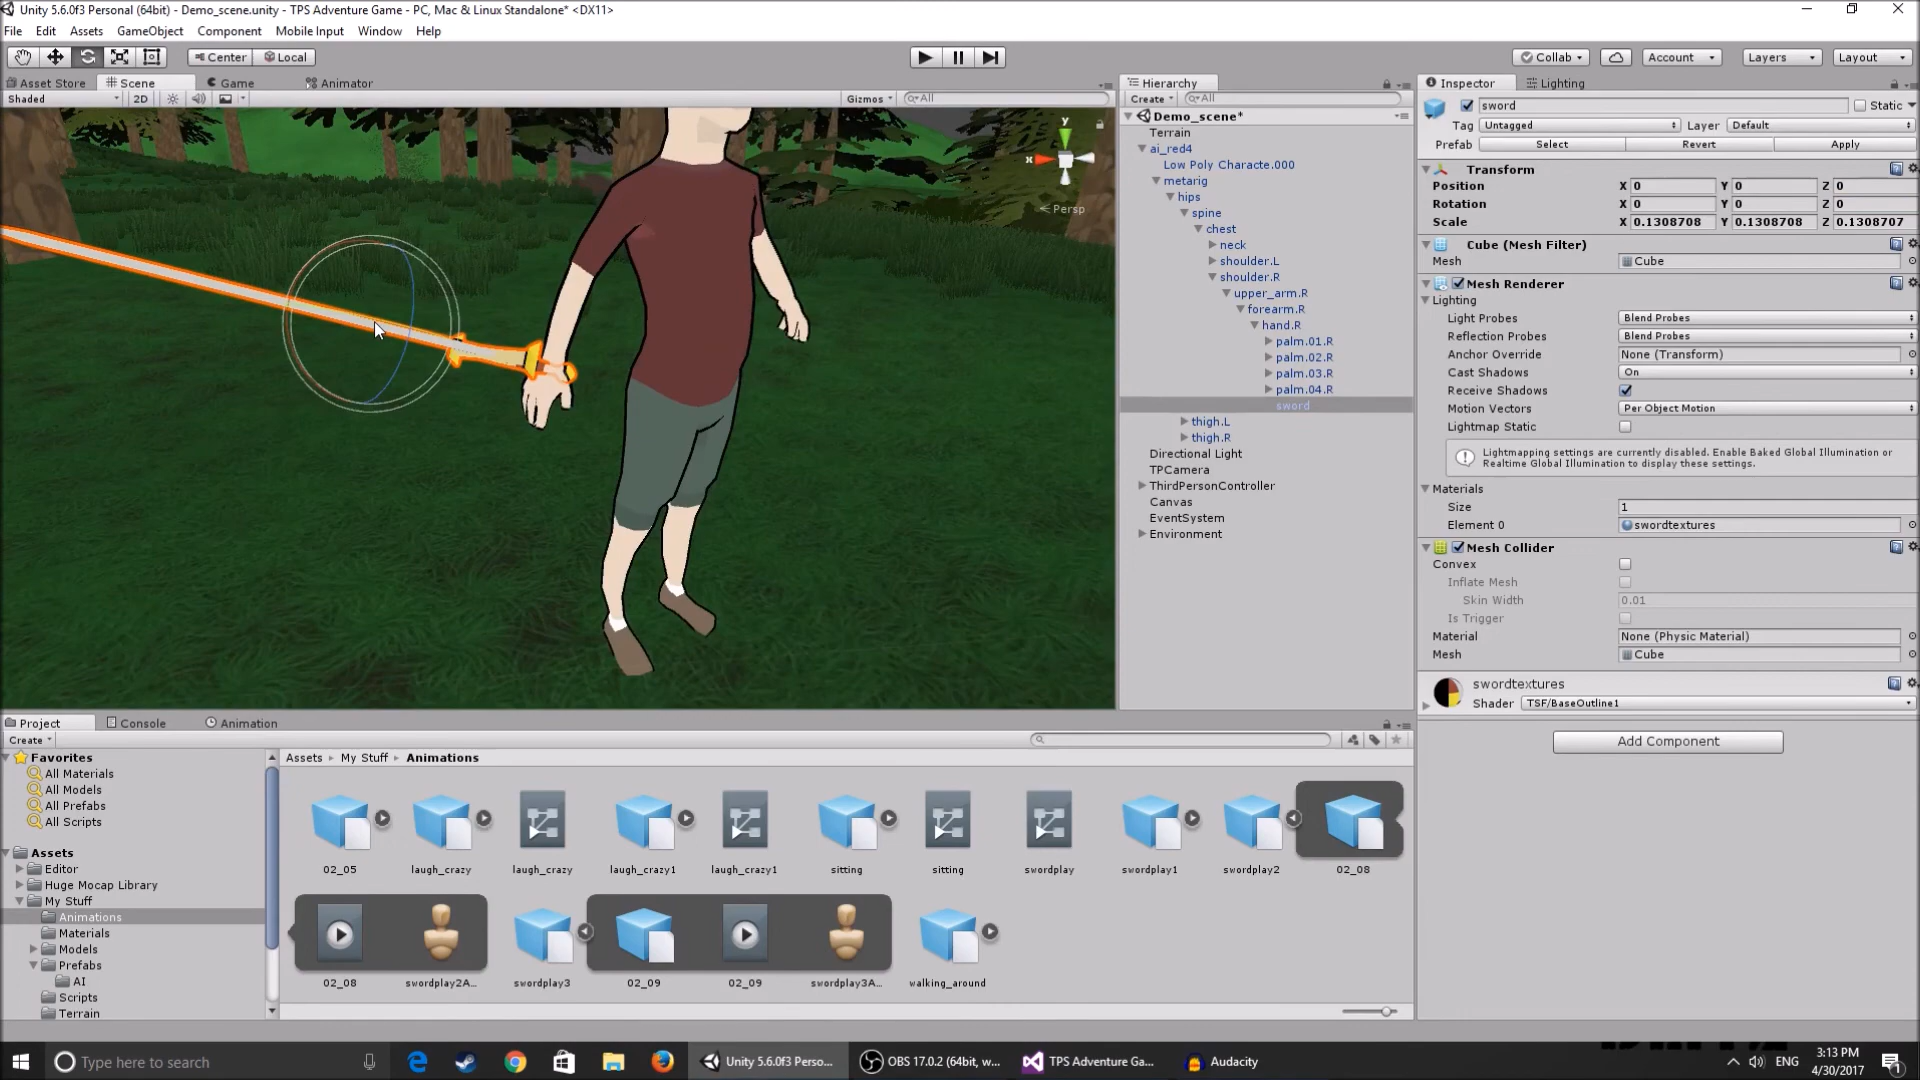 Unity 5.6.0f3 Personal (64bit) - Demo_scene.unity - TPS Adventure Game - PC, Mac & Linux Standalone* <DX11>
File Edit Assets GameObject Component Mobile Input Window Help
Center Local
Collab Account Layers Layout
Asset Store Scene Game Animator
Shaded 2D Gizmos All
y
x
Persp
Hierarchy
Create All
Demo_scene*
Terrain
ai_red4
Low Poly Characte.000
metarig
hips
spine
chest
neck
shoulder.L
shoulder.R
upper_arm.R
forearm.R
hand.R
palm.01.R
palm.02.R
palm.03.R
palm.04.R
sword
thigh.L
thigh.R
Directional Light
TPCamera
ThirdPersonController
Canvas
EventSystem
Environment
Inspector Lighting
sword Static
Tag Untagged Layer Default
Prefab Select Revert Apply
Transform
Position X 0 Y 0 Z 0
Rotation X 0 Y 0 Z 0
Scale X 0.1308708 Y 0.1308708 Z 0.1308707
Cube (Mesh Filter)
Mesh Cube
Mesh Renderer
Lighting
Light Probes Blend Probes
Reflection Probes Blend Probes
Anchor Override None (Transform)
Cast Shadows On
Receive Shadows
Motion Vectors Per Object Motion
Lightmap Static
Lightmapping settings are currently disabled. Enable Baked Global Illumination or
Realtime Global Illumination to display these settings.
Materials
Size 1
Element 0 swordtextures
Mesh Collider
Convex
Inflate Mesh
Skin Width 0.01
Is Trigger
Material None (Physic Material)
Mesh Cube
swordtextures
Shader TSF/BaseOutline1
Add Component
Project Console Animation
Create
Favorites
All Materials
All Models
All Prefabs
All Scripts
Assets
Editor
Huge Mocap Library
My Stuff
Animations
Materials
Models
Prefabs
AI
Scripts
Terrain
Assets My Stuff Animations
02_05 laugh_crazy laugh_crazy laugh_crazy1 laugh_crazy1 sitting sitting swordplay swordplay1 swordplay2 02_08
02_08 swordplay2A... swordplay3 02_09 02_09 swordplay3A... walking_around
Type here to search
Unity 5.6.0f3 Perso... OBS 17.0.2 (64bit, w... TPS Adventure Ga... Audacity
ENG
3:13 PM
4/30/2017
1